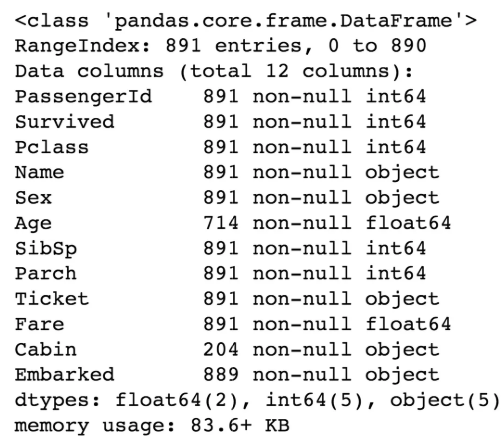 <class 'pandas.core.frame.DataFrame'>
RangeIndex: 891 entries, 0 to 890
Data columns (total 12 columns):
PassengerId    891 non-null int64
Survived       891 non-null int64
Pclass         891 non-null int64
Name           891 non-null object
Sex            891 non-null object
Age            714 non-null float64
SibSp          891 non-null int64
Parch          891 non-null int64
Ticket         891 non-null object
Fare           891 non-null float64
Cabin          204 non-null object
Embarked       889 non-null object
dtypes: float64(2), int64(5), object(5)
memory usage: 83.6+ KB